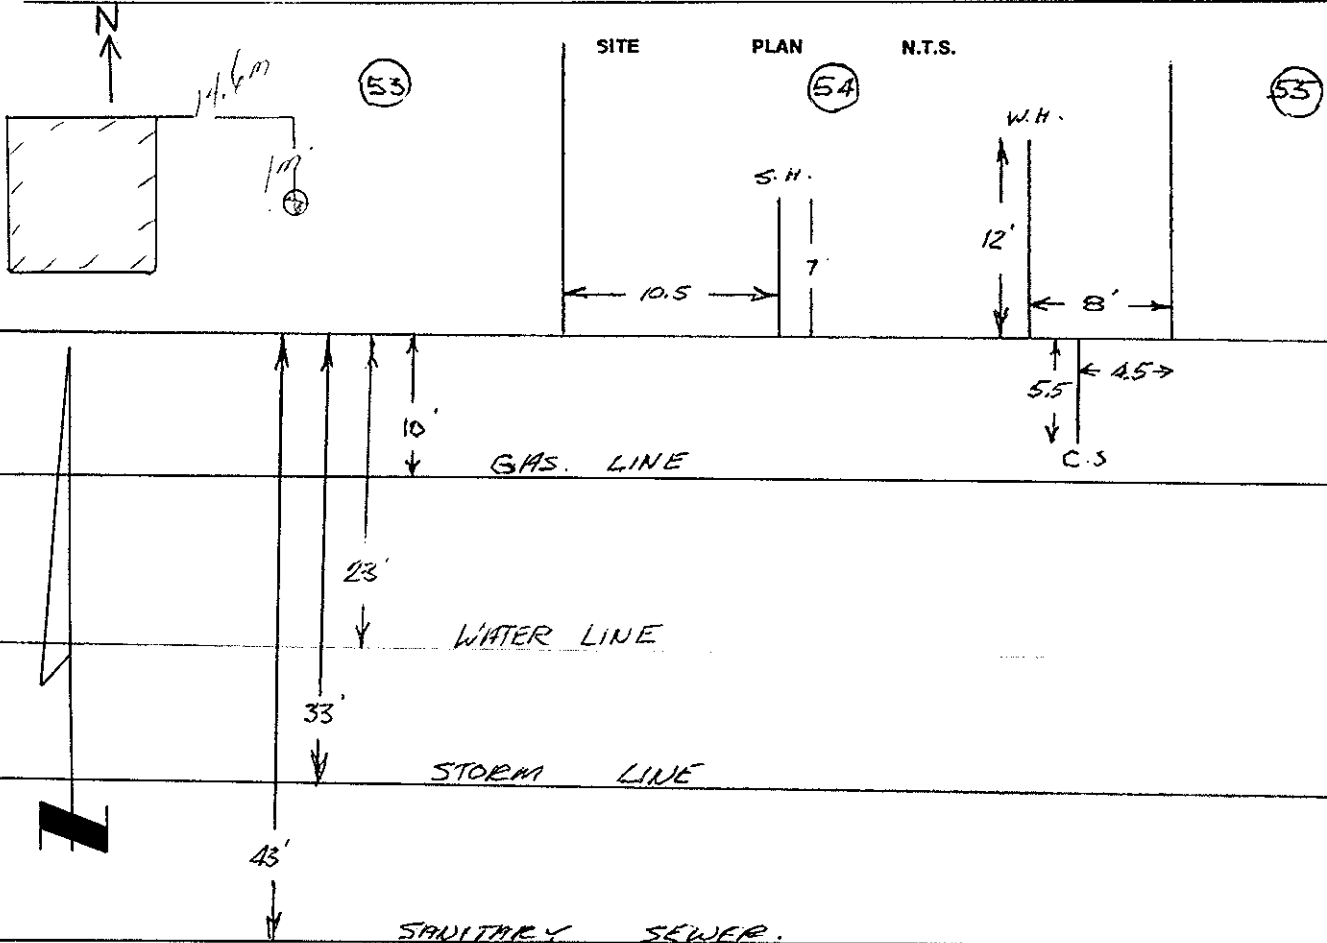 N
SITE PLAN N.T.S.
53
54
55
14.6m
1m
W.H.
S.H.
12'
7'
10.5
8'
5.5
4.5
10'
C.S
GAS. LINE
23'
WATER LINE
33'
STORM LINE
43'
SANITARY SEWER.